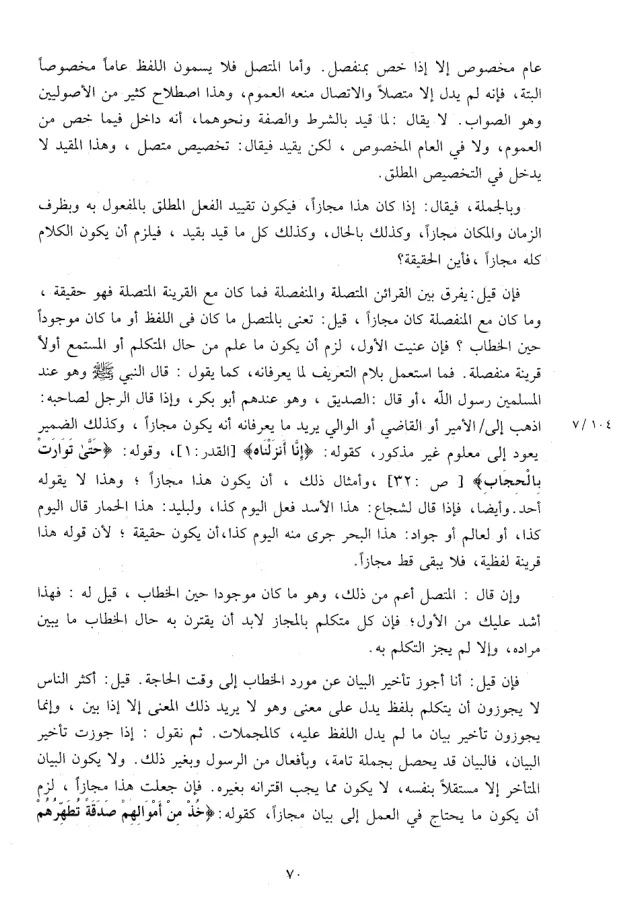 عام مخصوص إلا إذا خص بمنفصل. وأما المتصل فلا يسمون اللفظ عاماً مخصوصاً
البتة، فإنه لم يدل إلا متصلاً والاتصال منعه العموم، وهذا اصطلاح كثير من الأصوليين
وهو الصواب. لا يقال :لما قيد بالشرط والصفة ونحوهما، أنه داخل فيما خص من
العموم، ولا في العام المخصوص ، لكن يقيد فيقال: تخصيص متصل ، وهذا المقيد لا
يدخل في التخصيص المطلق.
وبالجملة، فيقال: إذا كان هذا مجازاً، فيكون تقييد الفعل المطلق بالمفعول به وبظرف
الزمان والمكان مجازاً، وكذلك بالحال، وكذلك كل ما قيد بقيد ، فيلزم أن يكون الكلام
كله مجازاً ،فأين الحقيقة؟
فإن قيل:يفرق بين القرائن المتصلة والمنفصلة فما كان مع القرينة المتصلة فهو حقيقة ،
وما كان مع المنفصلة كان مجازاً ، قيل: تعنى بالمتصل ما كان فى اللفظ أو ما كان موجوداً
حين الخطاب ؟ فإن عنيت الأول، لزم أن يكون ما علم من حال المتكلم أو المستمع أولاً
قرينة منفصلة. فما استعمل بلام التعريف لما يعرفانه، كما يقول : قال النبي ﷺ وهو عند
المسلمين رسول الله ،أو قال :الصديق ، وهو عندهم أبو بكر، وإذا قال الرجل لصاحبه:
٧/١٠٤ اذهب إلى/ الأمير أو القاضي أو الوالي يريد ما يعرفانه أنه يكون مجازاً ، وكذلك الضمير
يعود إلى معلوم غير مذكور، كقوله: ﴿إِنَّا أَنزَلْنَاهُ﴾ [القدر:١]، وقوله: ﴿حَتَّىٰ تَوَارَتْ
بِالْحِجَابِ﴾ [ ص :٣٢] ،وأمثال ذلك ، أن يكون هذا مجازاً ؛ وهذا لا يقوله
أحد.وأيضا، فإذا قال لشجاع: هذا الأسد فعل اليوم كذا، ولبليد: هذا الحمار قال اليوم
كذا، أو لعالم أو جواد: هذا البحر جرى منه اليوم كذا،أن يكون حقيقة ؛ لأن قوله هذا
قرينة لفظية، فلا يبقى قط مجازاً.
وإن قال : المتصل أعم من ذلك، وهو ما كان موجودا حين الخطاب ، قيل له : فهذا
أشد عليك من الأول؛ فإن كل متكلم بالمجاز لابد أن يقترن به حال الخطاب ما يبين
مراده، وإلا لم يجز التكلم به.
فإن قيل: أنا أجوز تأخير البيان عن مورد الخطاب إلى وقت الحاجة. قيل: أكثر الناس
لا يجوزون أن يتكلم بلفظ يدل على معنى وهو لا يريد ذلك المعنى إلا إذا بين ، وإنما
يجوزون تأخير بيان ما لم يدل اللفظ عليه، كالمجملات. ثم نقول : إذا جوزت تأخير
البيان، فالبيان قد يحصل بجملة تامة، وبأفعال من الرسول وبغير ذلك. ولا يكون البيان
المتأخر إلا مستقلاً بنفسه، لا يكون مما يجب اقترانه بغيره. فإن جعلت هذا مجازاً ، لزم
أن يكون ما يحتاج في العمل إلى بيان مجازاً، كقوله:﴿خُذْ مِنْ أَمْوَالِهِمْ صَدَقَةً تُطَهِّرُهُمْ
٧٠